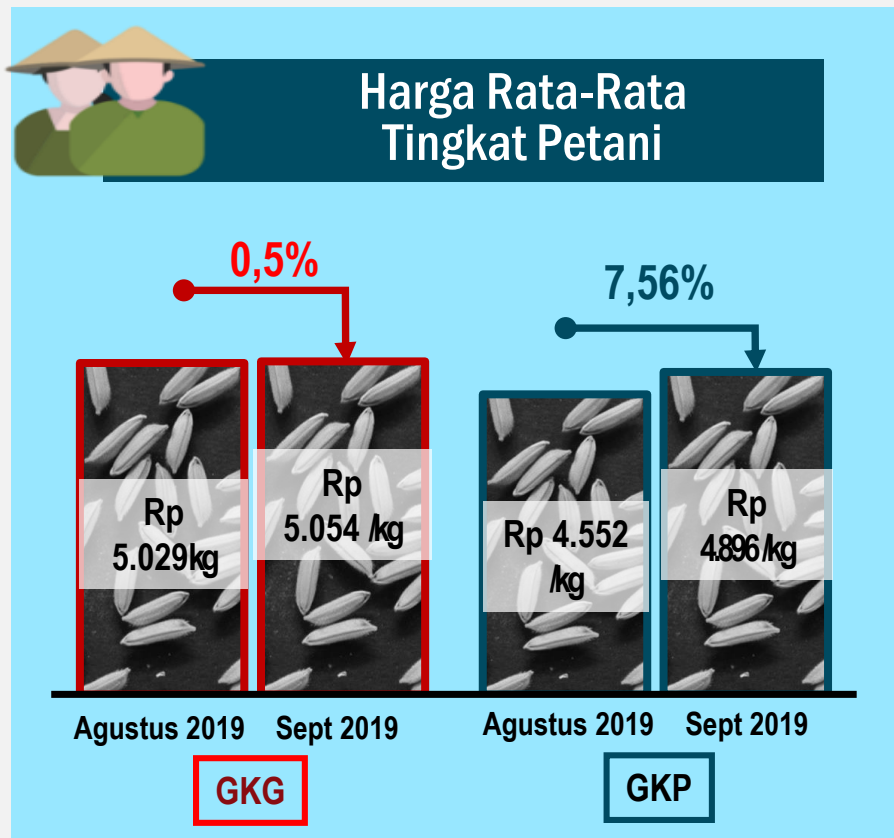 Harga Rata-Rata
Tingkat Petani
0,5%
7,56%
Rp
5.029kg
Rp
5.054 /kg
Rp 4.552
/kg
Rp
4.896/kg
Agustus 2019
Sept 2019
Agustus 2019
Sept 2019
GKG
GKP